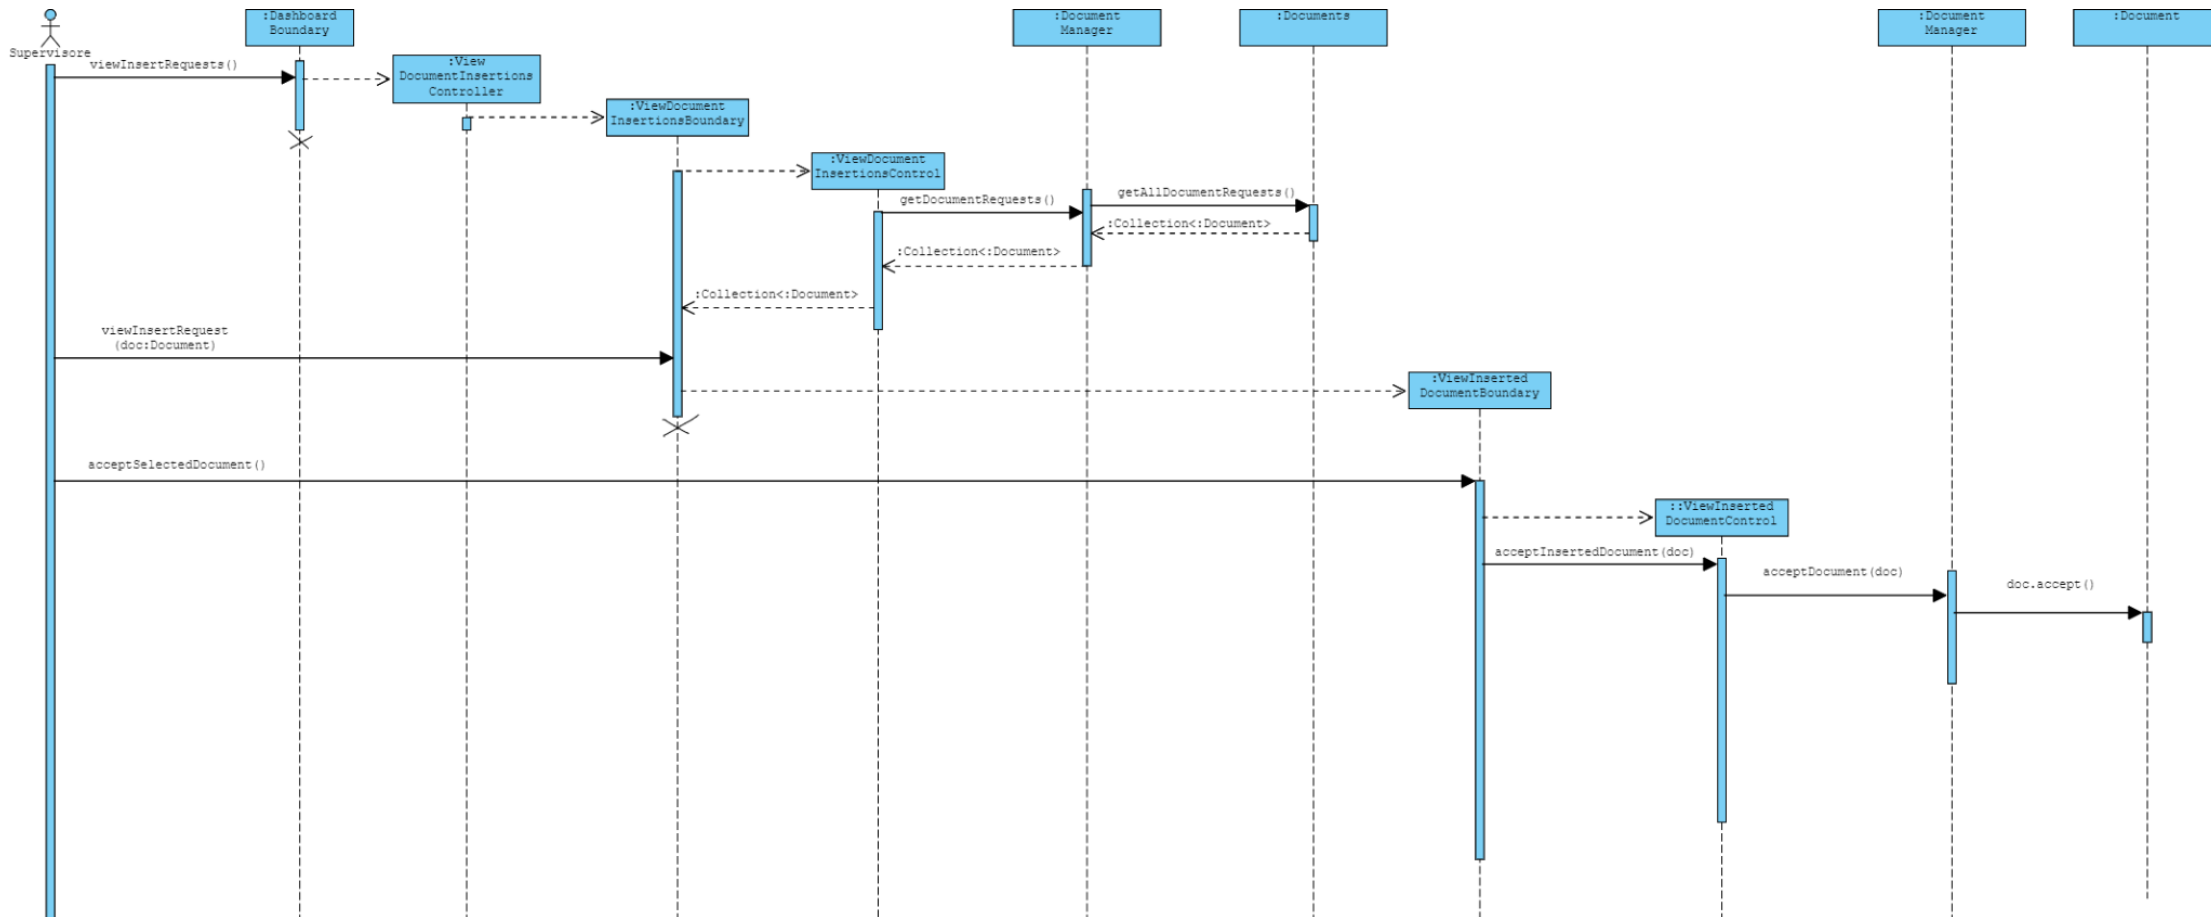 :Dashboard
Boundary
:Document
Manager
:Documents
:Document
Manager
:Document
Supervisore
viewInsertRequests()
:View
DocumentInsertions
Controller
:ViewDocument
InsertionsBoundary
:ViewDocument
InsertionsControl
getDocumentRequests()
getAllDocumentRequests()
:Collection<:Document>
:Collection<:Document>
:Collection<:Document>
viewInsertRequest
(doc:Document)
:ViewInserted
DocumentBoundary
acceptSelectedDocument()
::ViewInserted
DocumentControl
acceptInsertedDocument(doc)
acceptDocument(doc)
doc.accept()